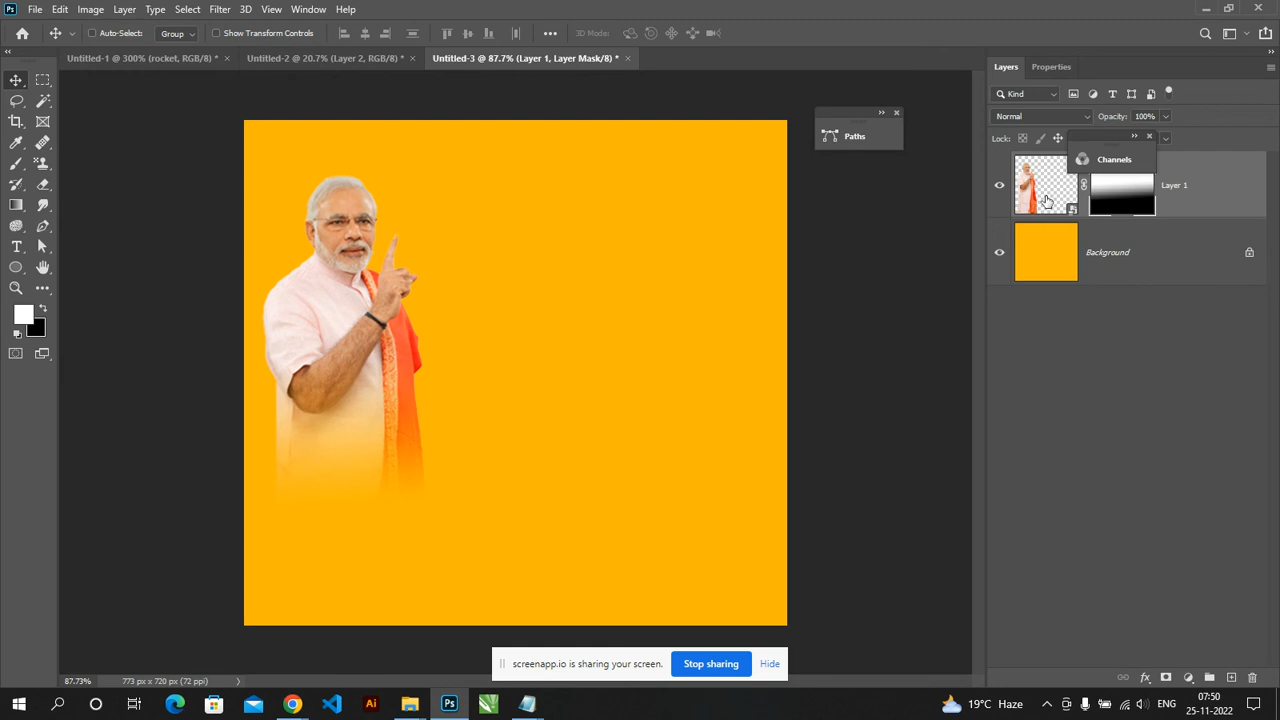 Ps File Edit Image Layer Type Select Filter 3D View Window Help
Auto-Select: Group Show Transform Controls 3D Mode:
Untitled-1 @ 300% (rocket, RGB/8) * × Untitled-2 @ 20.7% (Layer 2, RGB/8) * × Untitled-3 @ 87.7% (Layer 1, Layer Mask/8) * ×
Layers Properties
Kind
Paths
Normal Opacity: 100%
Lock:
Channels
Layer 1
Background
screenapp.io is sharing your screen. Stop sharing Hide
87.73% 773 px x 720 px (72 ppi)
Ai Ps 19°C Haze ENG 07:50
25-11-2022